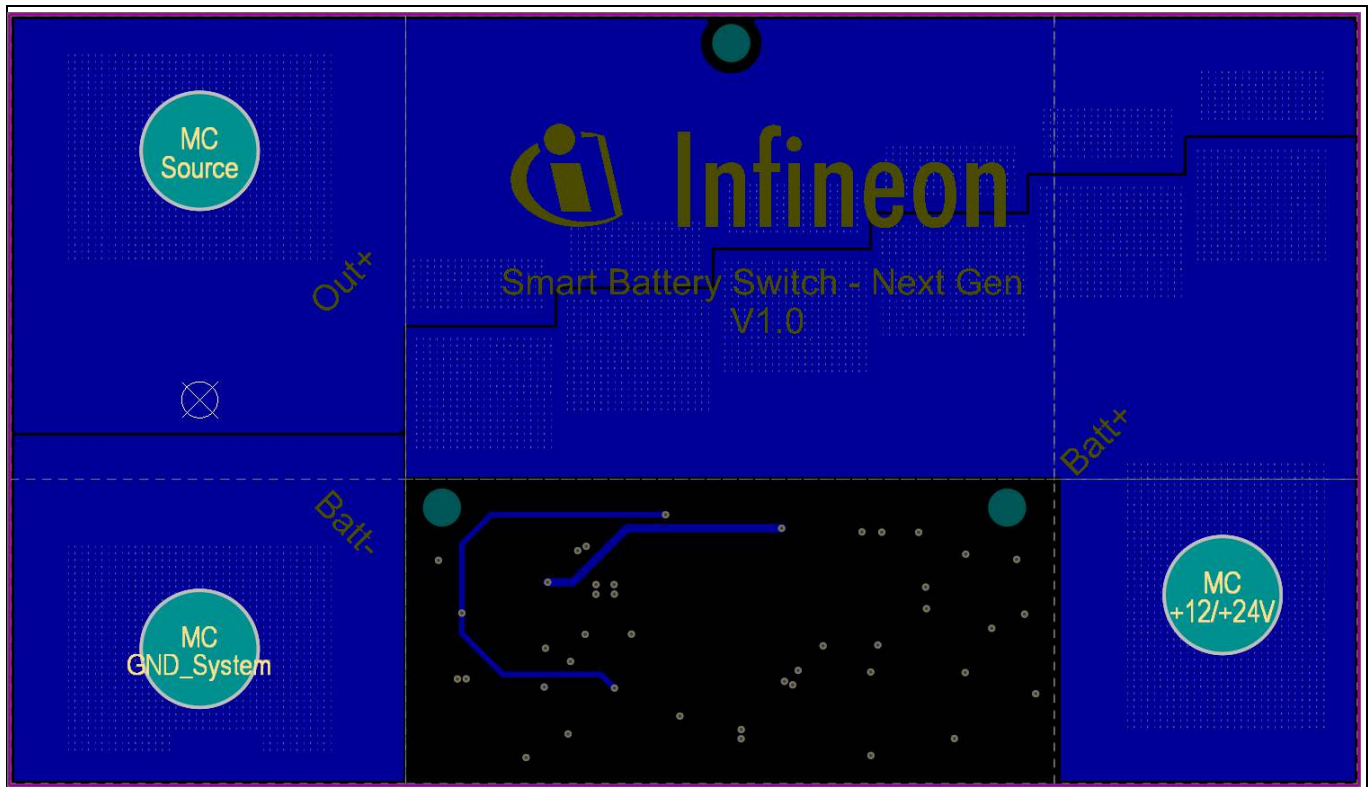 MC
Source
Infineon
Out+
Smart Battery Switch - Next Gen
V1.0
Batt+
Batt-
MC
+12/+24V
MC
GND_System